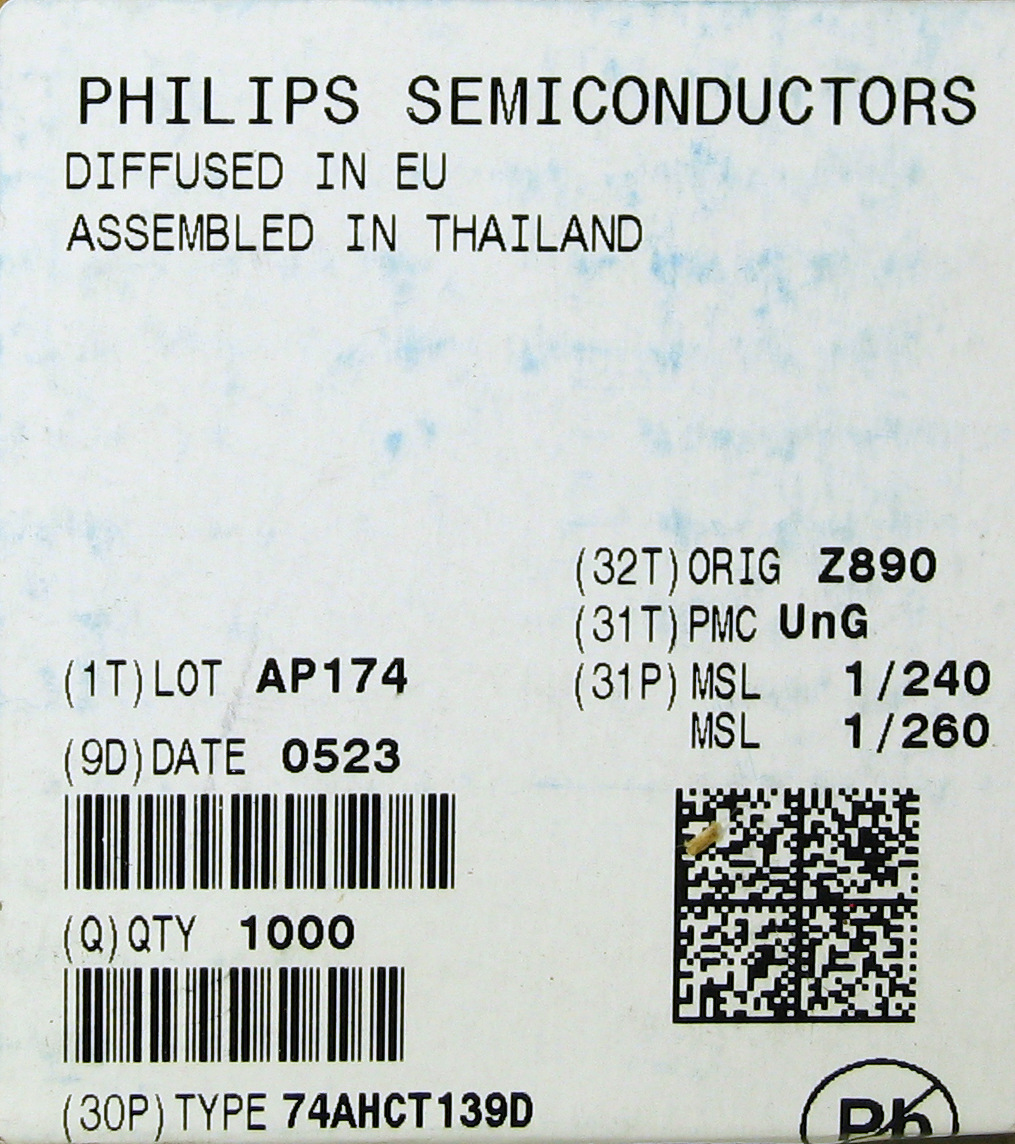 PHILIPS SEMICONDUCTORS
DIFFUSED IN EU
ASSEMBLED IN THAILAND
(32T) ORIG Z890
(31T) PMC UnG
(1T) LOT AP174
(31P) MSL 1/240
MSL 1/260
(9D) DATE 0523
(Q) QTY 1000
(30P) TYPE 74AHCT139D
Pb